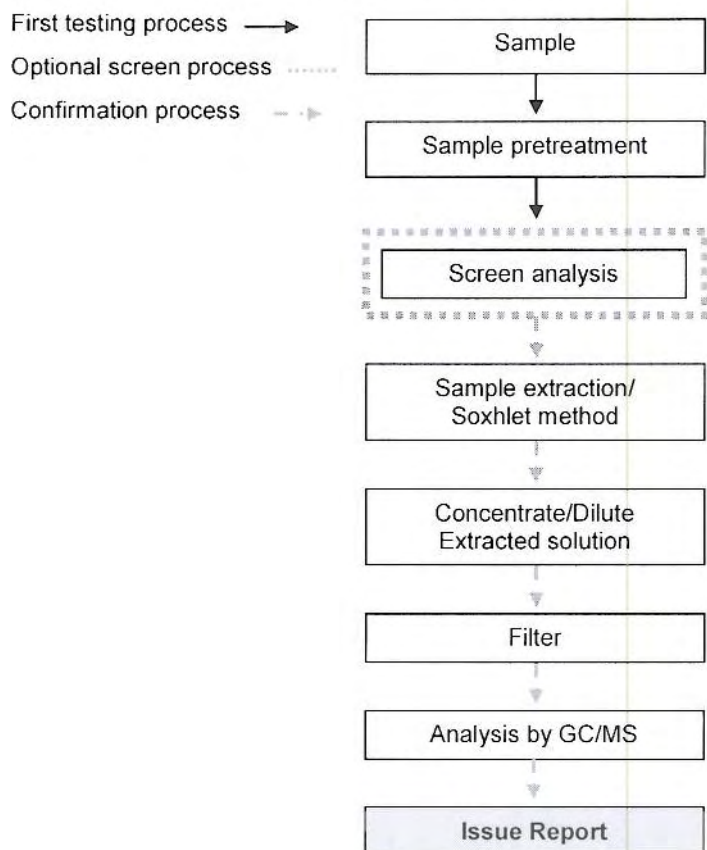 First testing process
Optional screen process
Confirmation process
Sample
Sample pretreatment
Screen analysis
Sample extraction/
Soxhlet method
Concentrate/Dilute
Extracted solution
Filter
Analysis by GC/MS
Issue Report